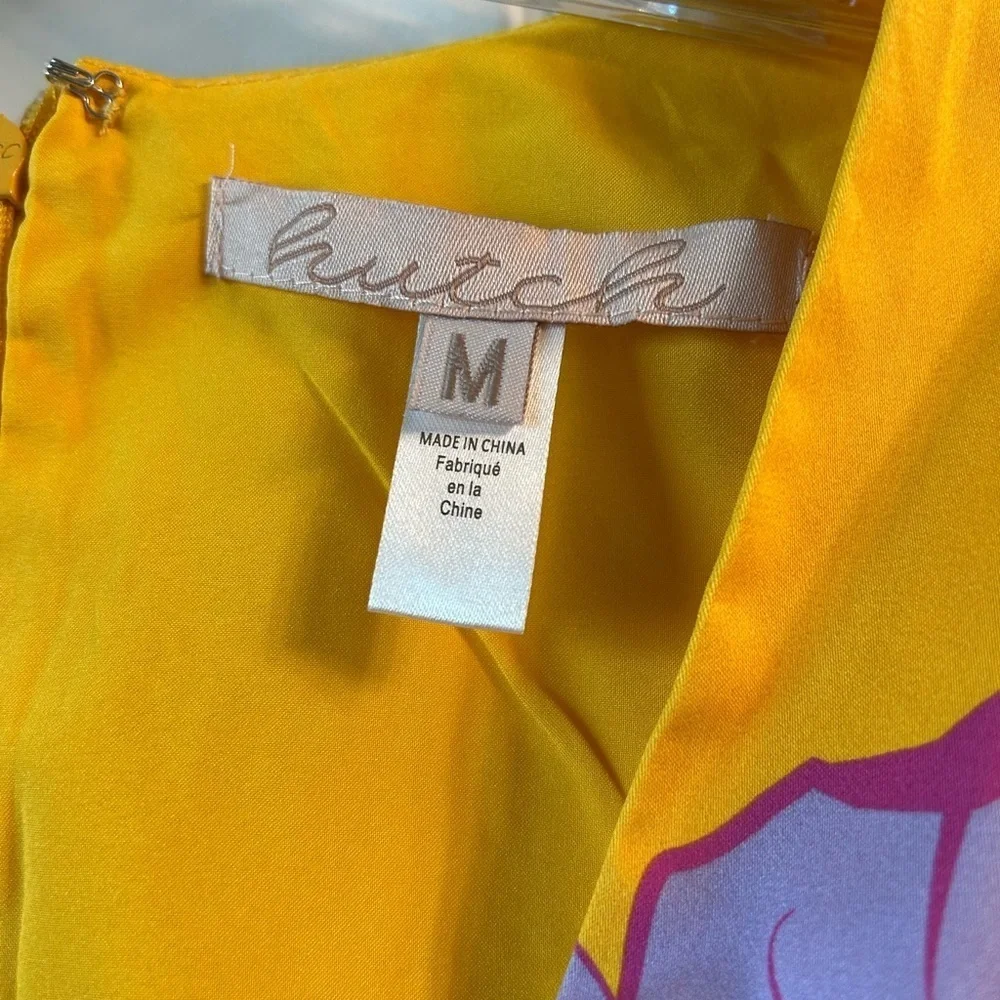 hutch
M
MADE IN CHINA
Fabriqué
en la
Chine